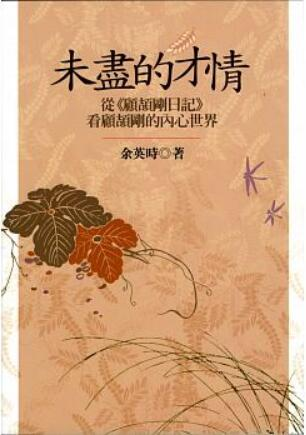 未盡的才情
從《顧頡剛日記》
看顧頡剛的內心世界
余英時◎著